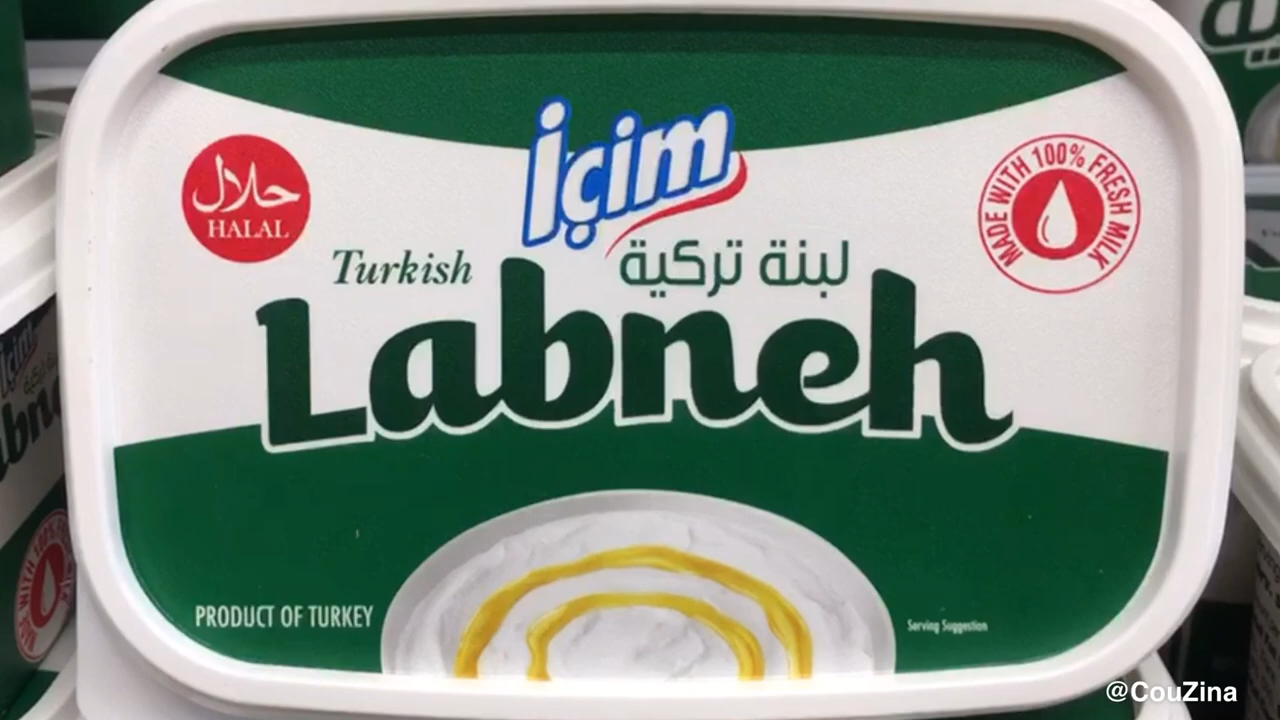 İçim
حلال
HALAL
MADE WITH 100% FRESH MILK
Turkish
لبنة تركية
Labneh
PRODUCT OF TURKEY
Serving Suggestion
@CouZina